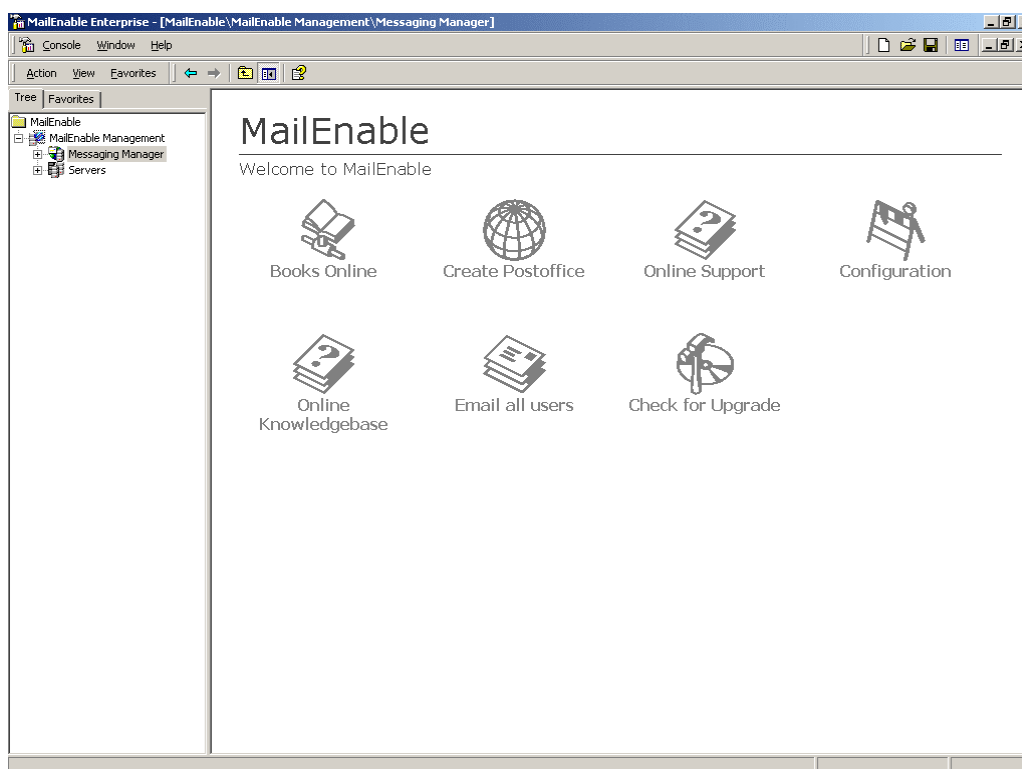 MailEnable Enterprise - [MailEnable\MailEnable Management\Messaging Manager]
Console Window Help
Action View Favorites
Tree Favorites
MailEnable
MailEnable Management
Messaging Manager
Servers
MailEnable
Welcome to MailEnable
Books Online
Create Postoffice
Online Support
Configuration
Online
Knowledgebase
Email all users
Check for Upgrade